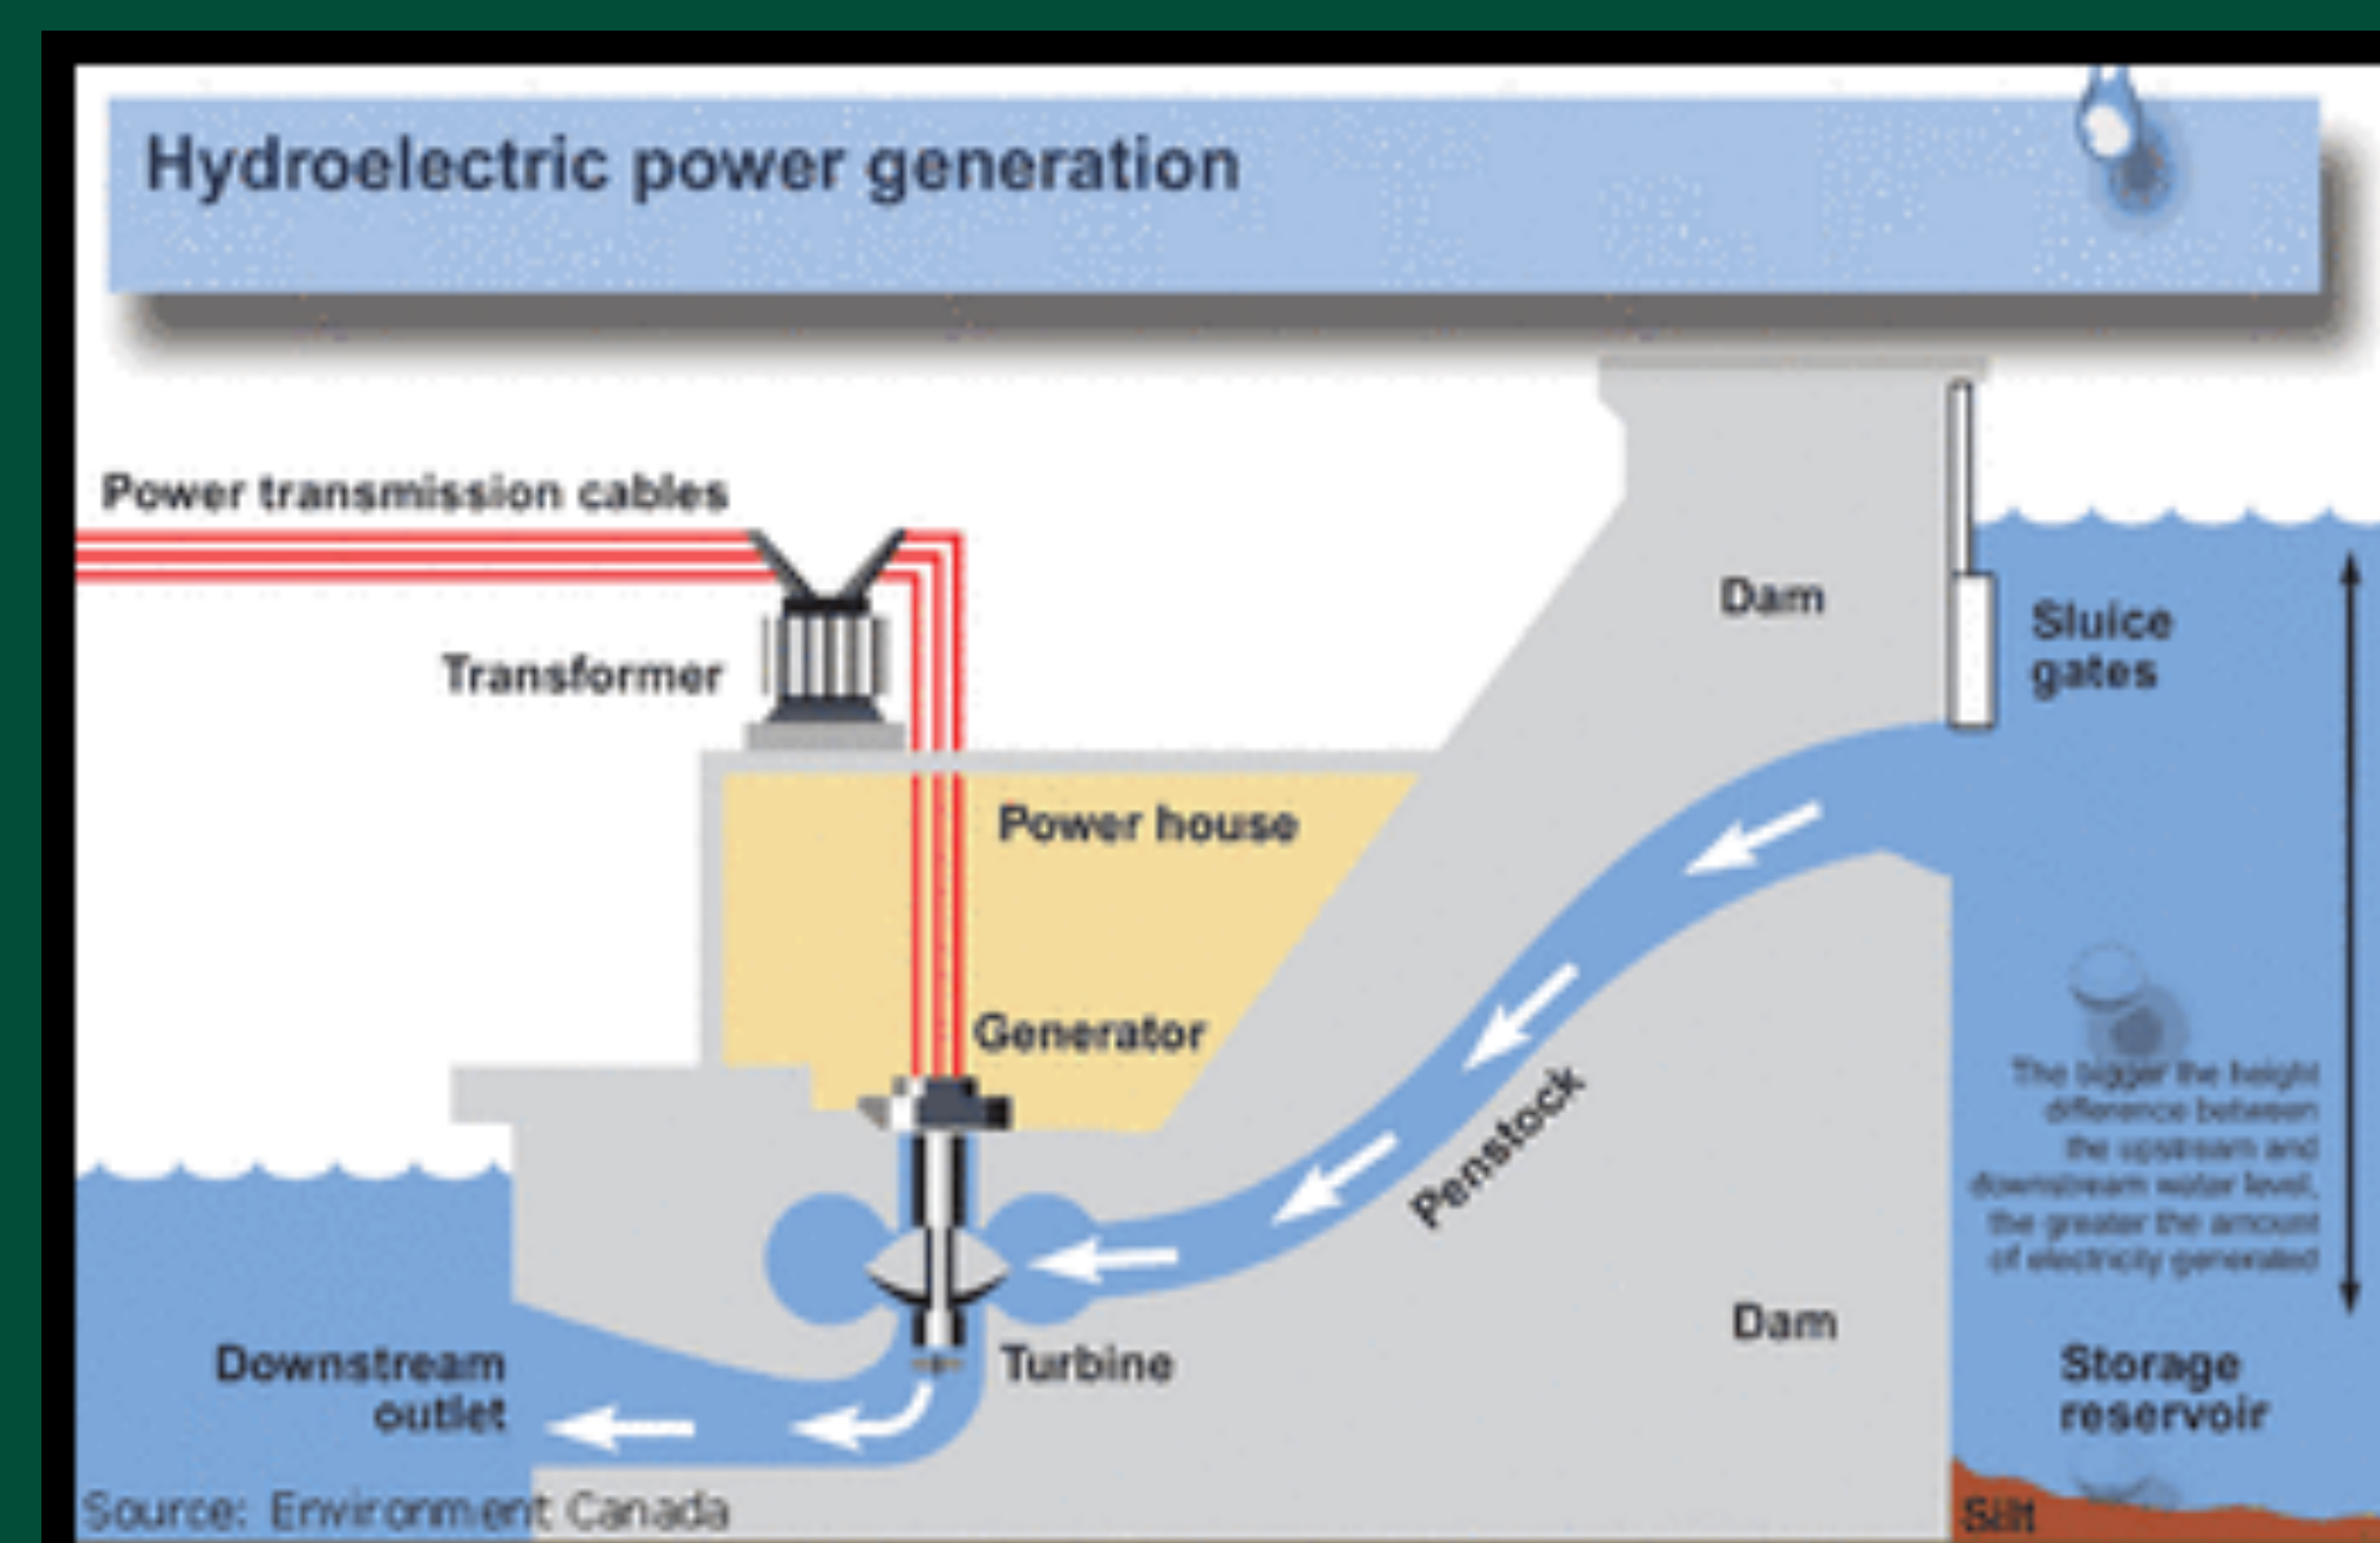 Hydroelectric power generation
Power transmission cables
Transformer
Dam
Sluice
gates
Power house
Generator
Penstock
The bigger the height
difference between
the upstream and
downstream water level,
the greater the amount
of electricity generated
Dam
Turbine
Downstream
outlet
Storage
reservoir
Source: Environment Canada
Silt